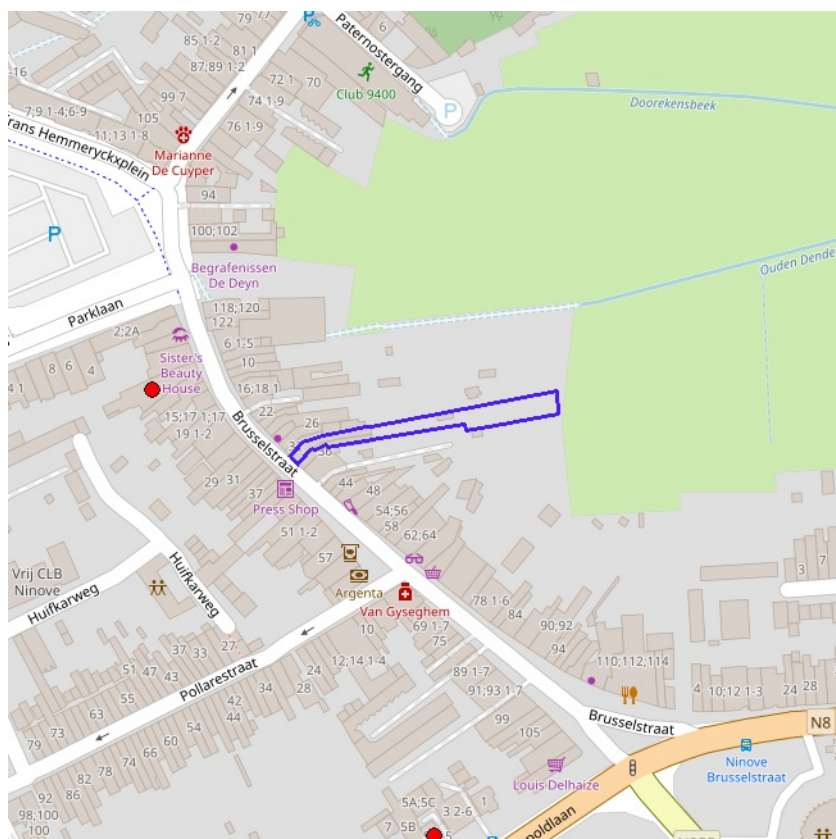 77
79
6
Paternostergang
85 1-2
81 1
87;89 1-2
-16
72 1
70
Club 9400
P
Doorekensbeek
99 7
74 1-9
7;9 1-4;6-9
105
76 1-9
11;13 1-8
rans Hemmeryckxplein
Marianne
De Cuyper
94
100;102
P
Begrafenissen
De Deyn
Ouden Dende
Parklaan
118;120
122
2;2A
6 1-5
Sister's
Beauty
House
10
8
6
4
4 1
16;18 1
15;17 1;17
22
26
19 1-2
Brusselstraat
36
44
48
29
31
37
Press Shop
54;56
58
51 1-2
62;64
57
Vrij CLB
Ninove
Huifkarweg
Huifkarweg
Argenta
Van Gyseghem
3
7
10
69 1-7
75
78 1-6
84
90;92
94
27
37
33
12;14 1-4
Pollarestraat
51
47
43
24
28
89 1-7
91;93 1-7
110;112;114
4
10;12 1-3
24
28
55
63
42
34
44
54
99
105
Brusselstraat
N8
79
73
60
66
74
78
82
Ninove
Brusselstraat
Louis Delhaize
92
86
98;100
100
5A;5C
3 2-6
1
7
5B
5
poldlaan